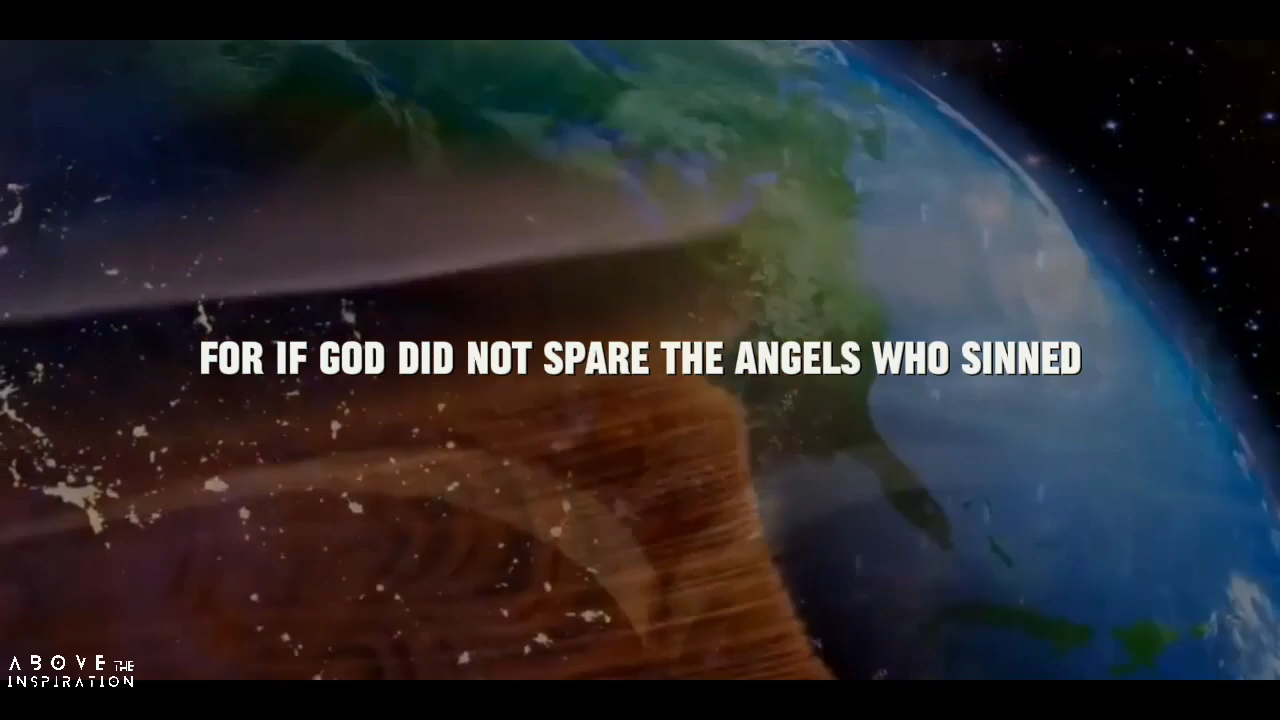 FOR IF GOD DID NOT SPARE THE ANGELS WHO SINNED
ABOVE THE
INSPIRATION